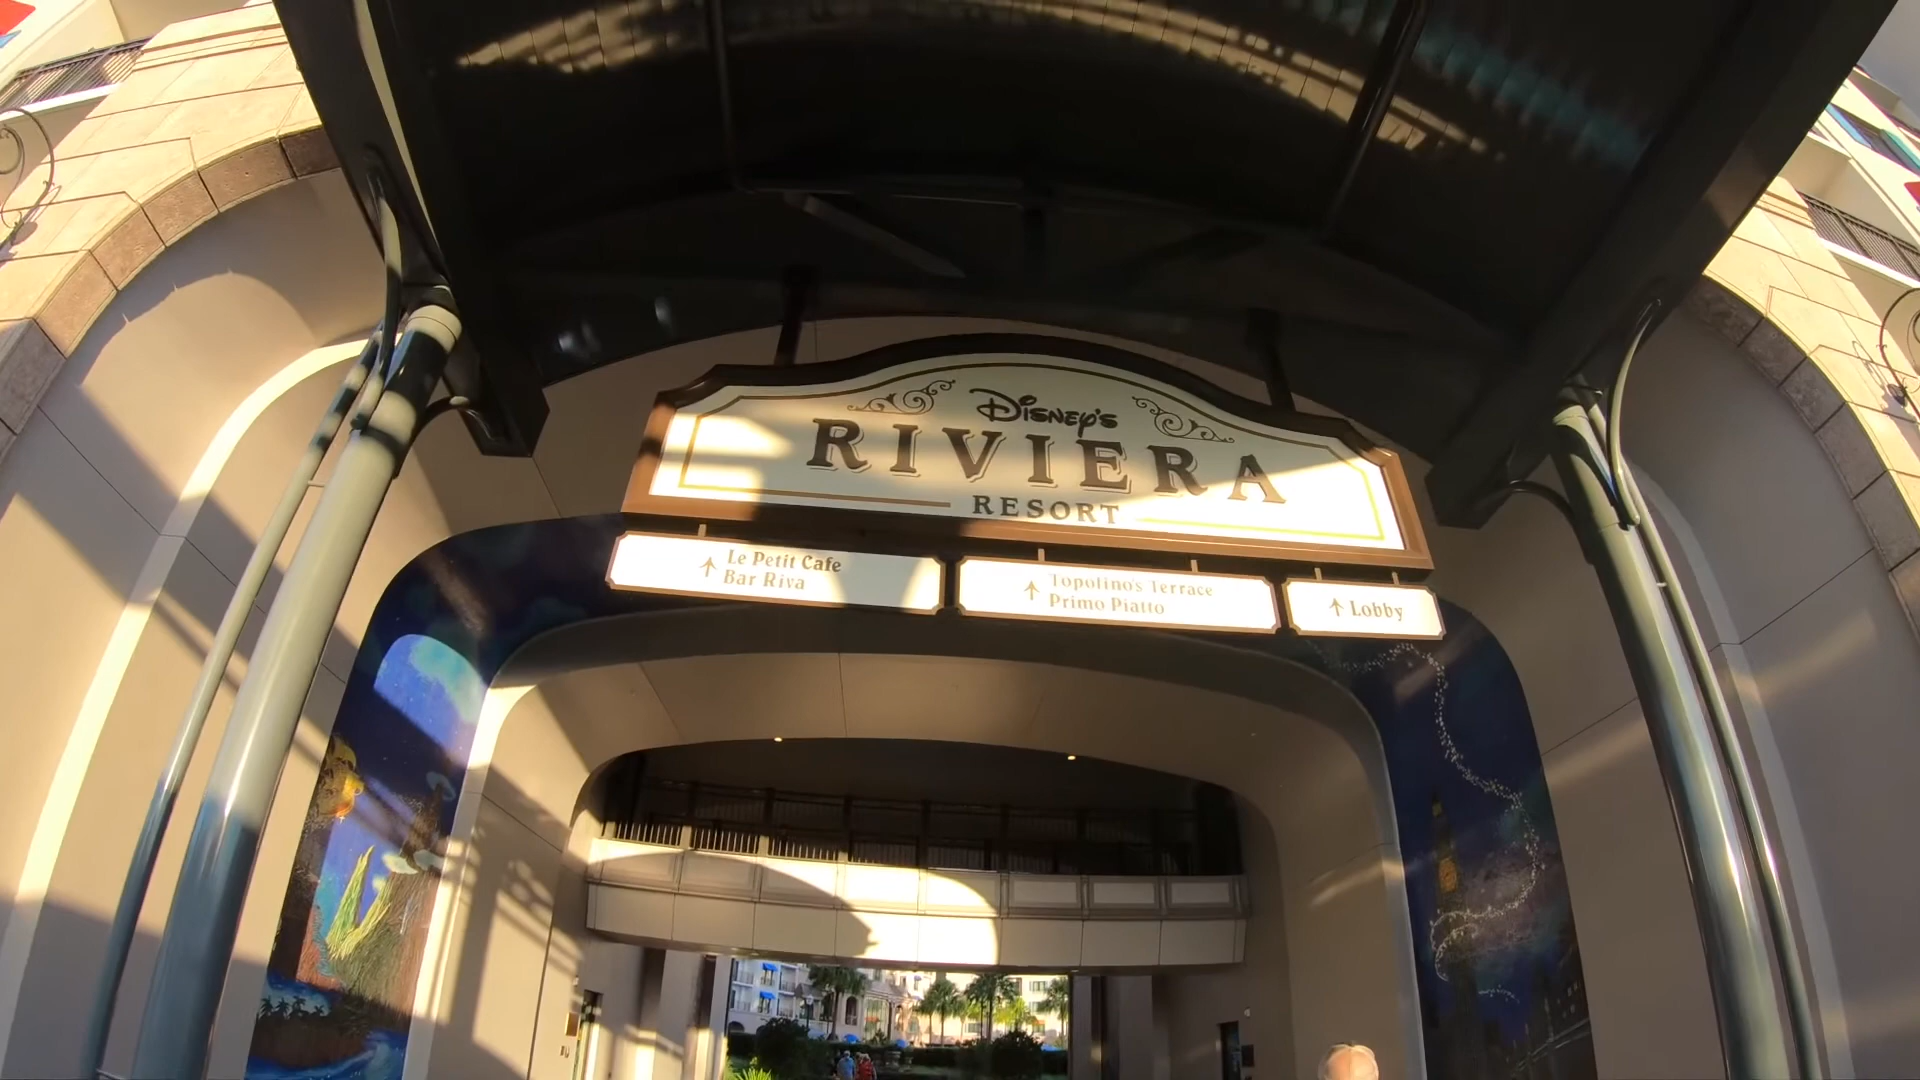 Disney's
RIVIERA
RESORT
↑ Le Petit Cafe
Bar Riva
↑ Topolino's Terrace
Primo Piatto
↑ Lobby